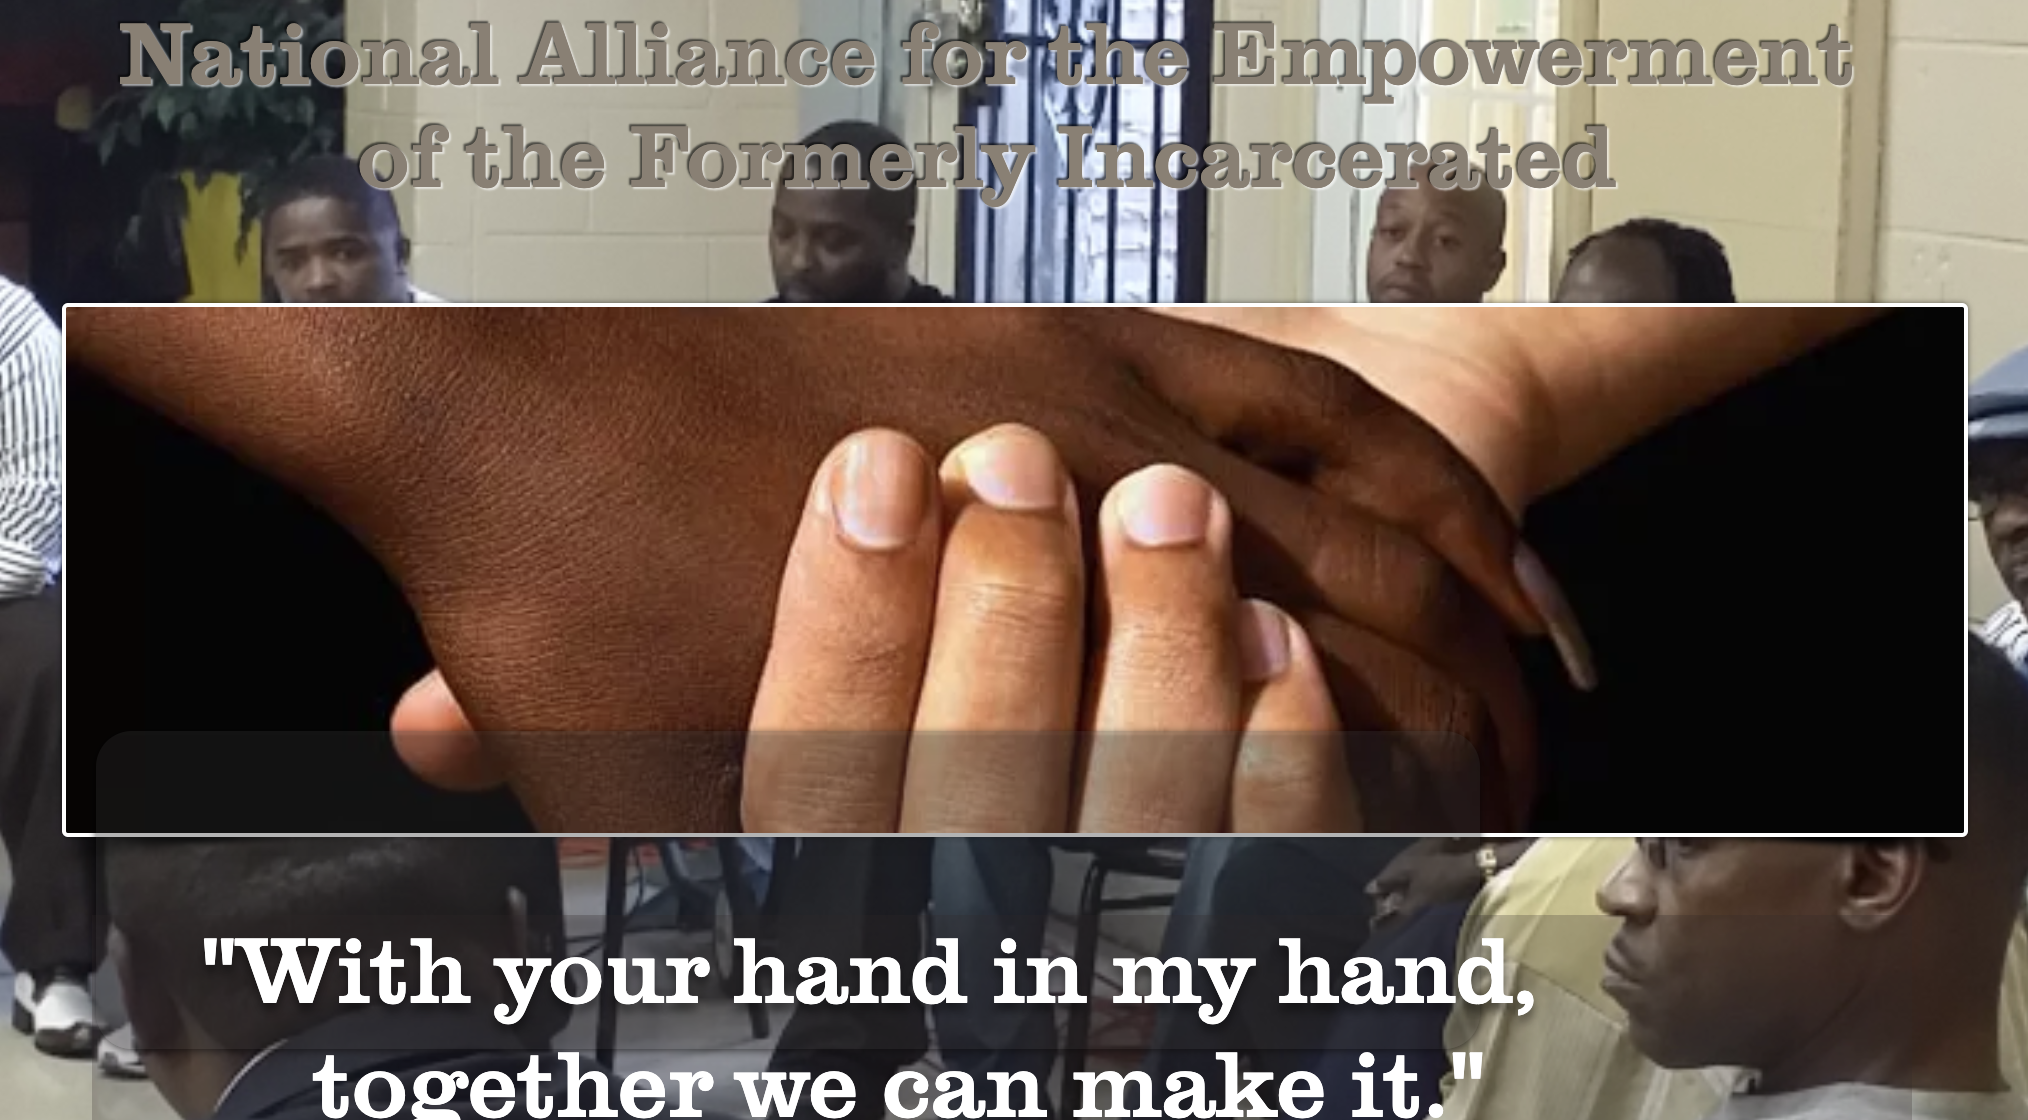 National Alliance for the Empowerment
of the Formerly Incarcerated
"With your hand in my hand,
together we can make it."